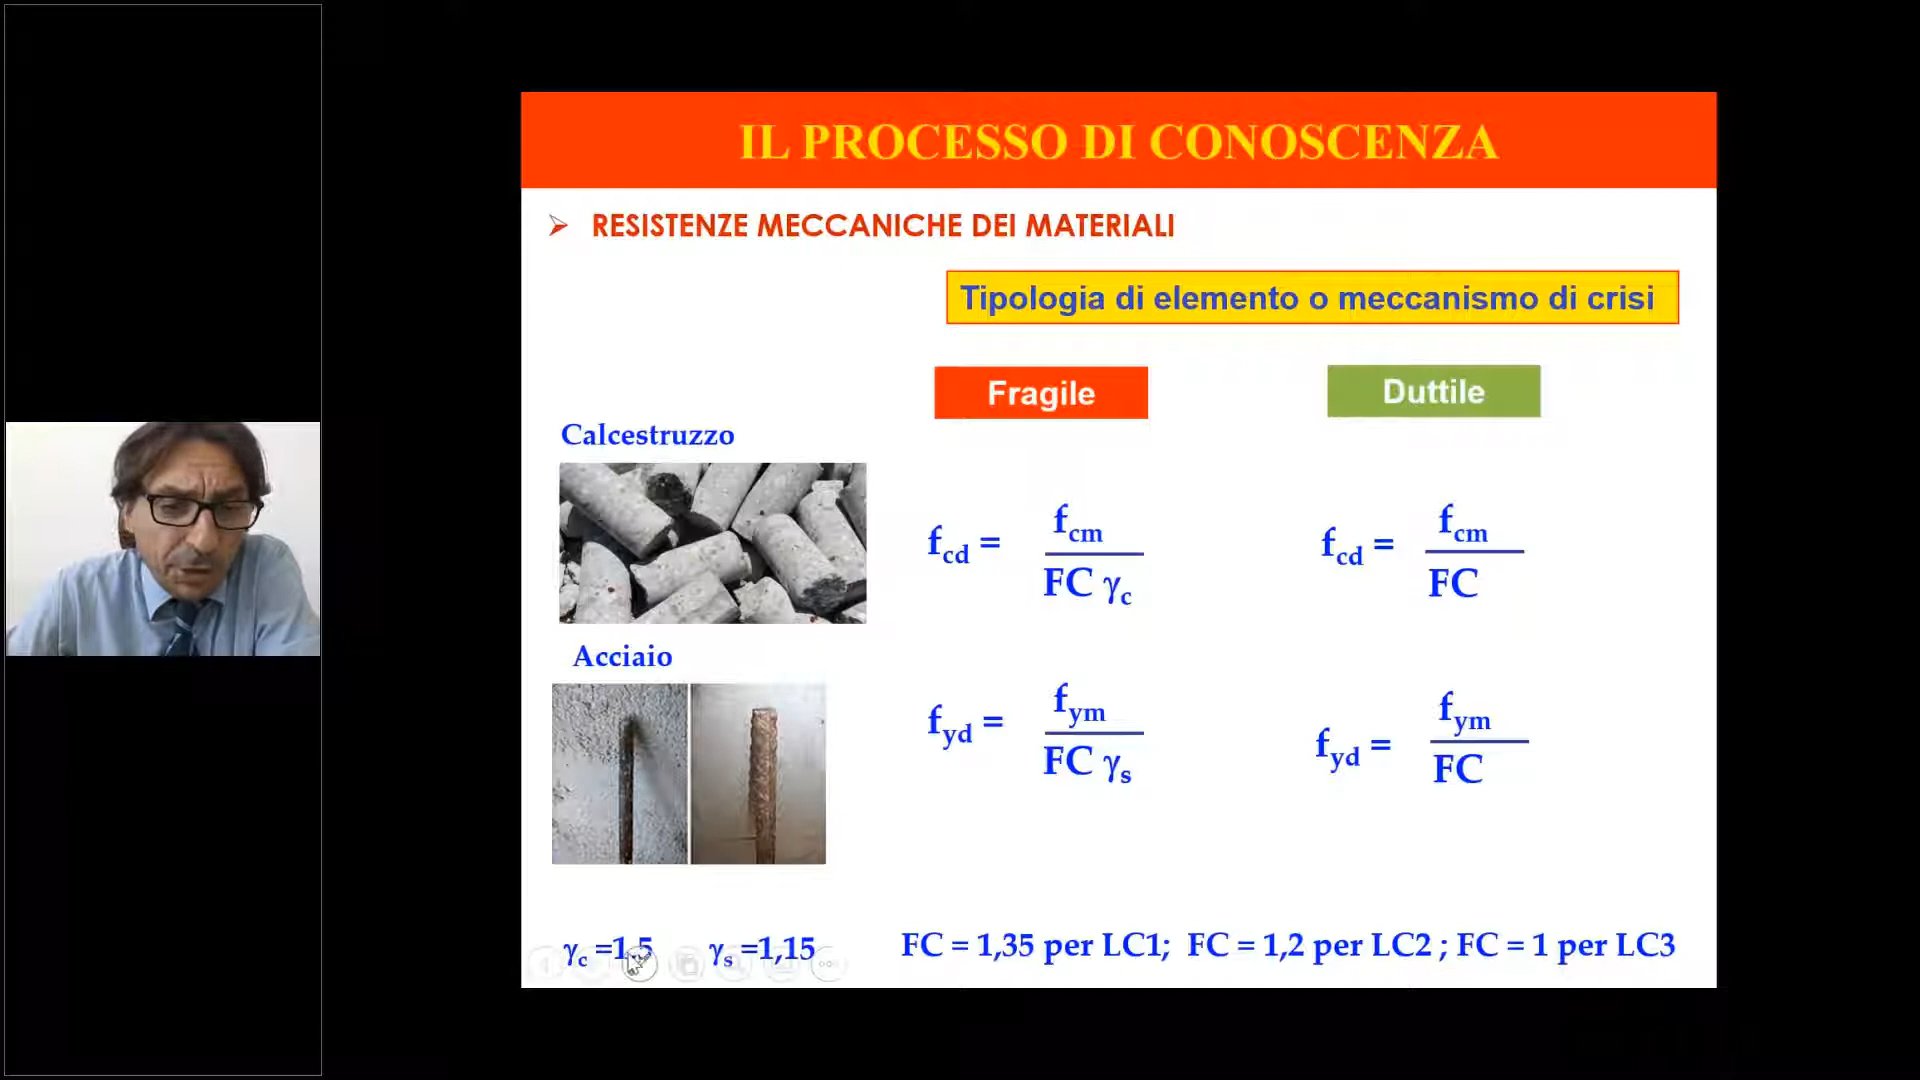 IL PROCESSO DI CONOSCENZA
RESISTENZE MECCANICHE DEI MATERIALI
Tipologia di elemento o meccanismo di crisi
Fragile
Duttile
Calcestruzzo
f_cd = f_cm / FC γ_c
f_cd = f_cm / FC
Acciaio
f_yd = f_ym / FC γ_s
f_yd = f_ym / FC
γ_c =1,5 γ_s =1,15
FC = 1,35 per LC1; FC = 1,2 per LC2 ; FC = 1 per LC3